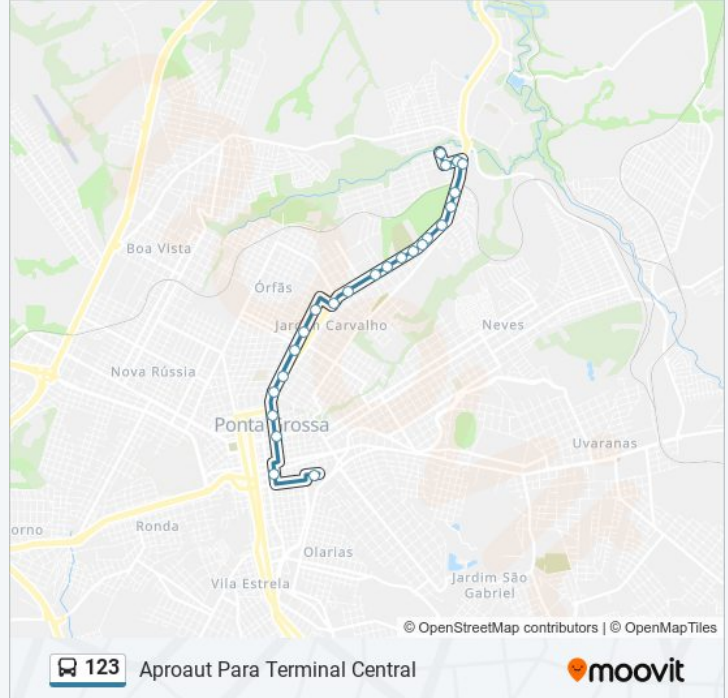 Boa Vista
Órfãs
Jardim Carvalho
Neves
Nova Rússia
Ponta Grossa
Uvaranas
orno
Ronda
Olarias
Vila Estrela
Jardim São
Gabriel
© OpenStreetMap contributors | © OpenMapTiles
123 Aproaut Para Terminal Central
moovit